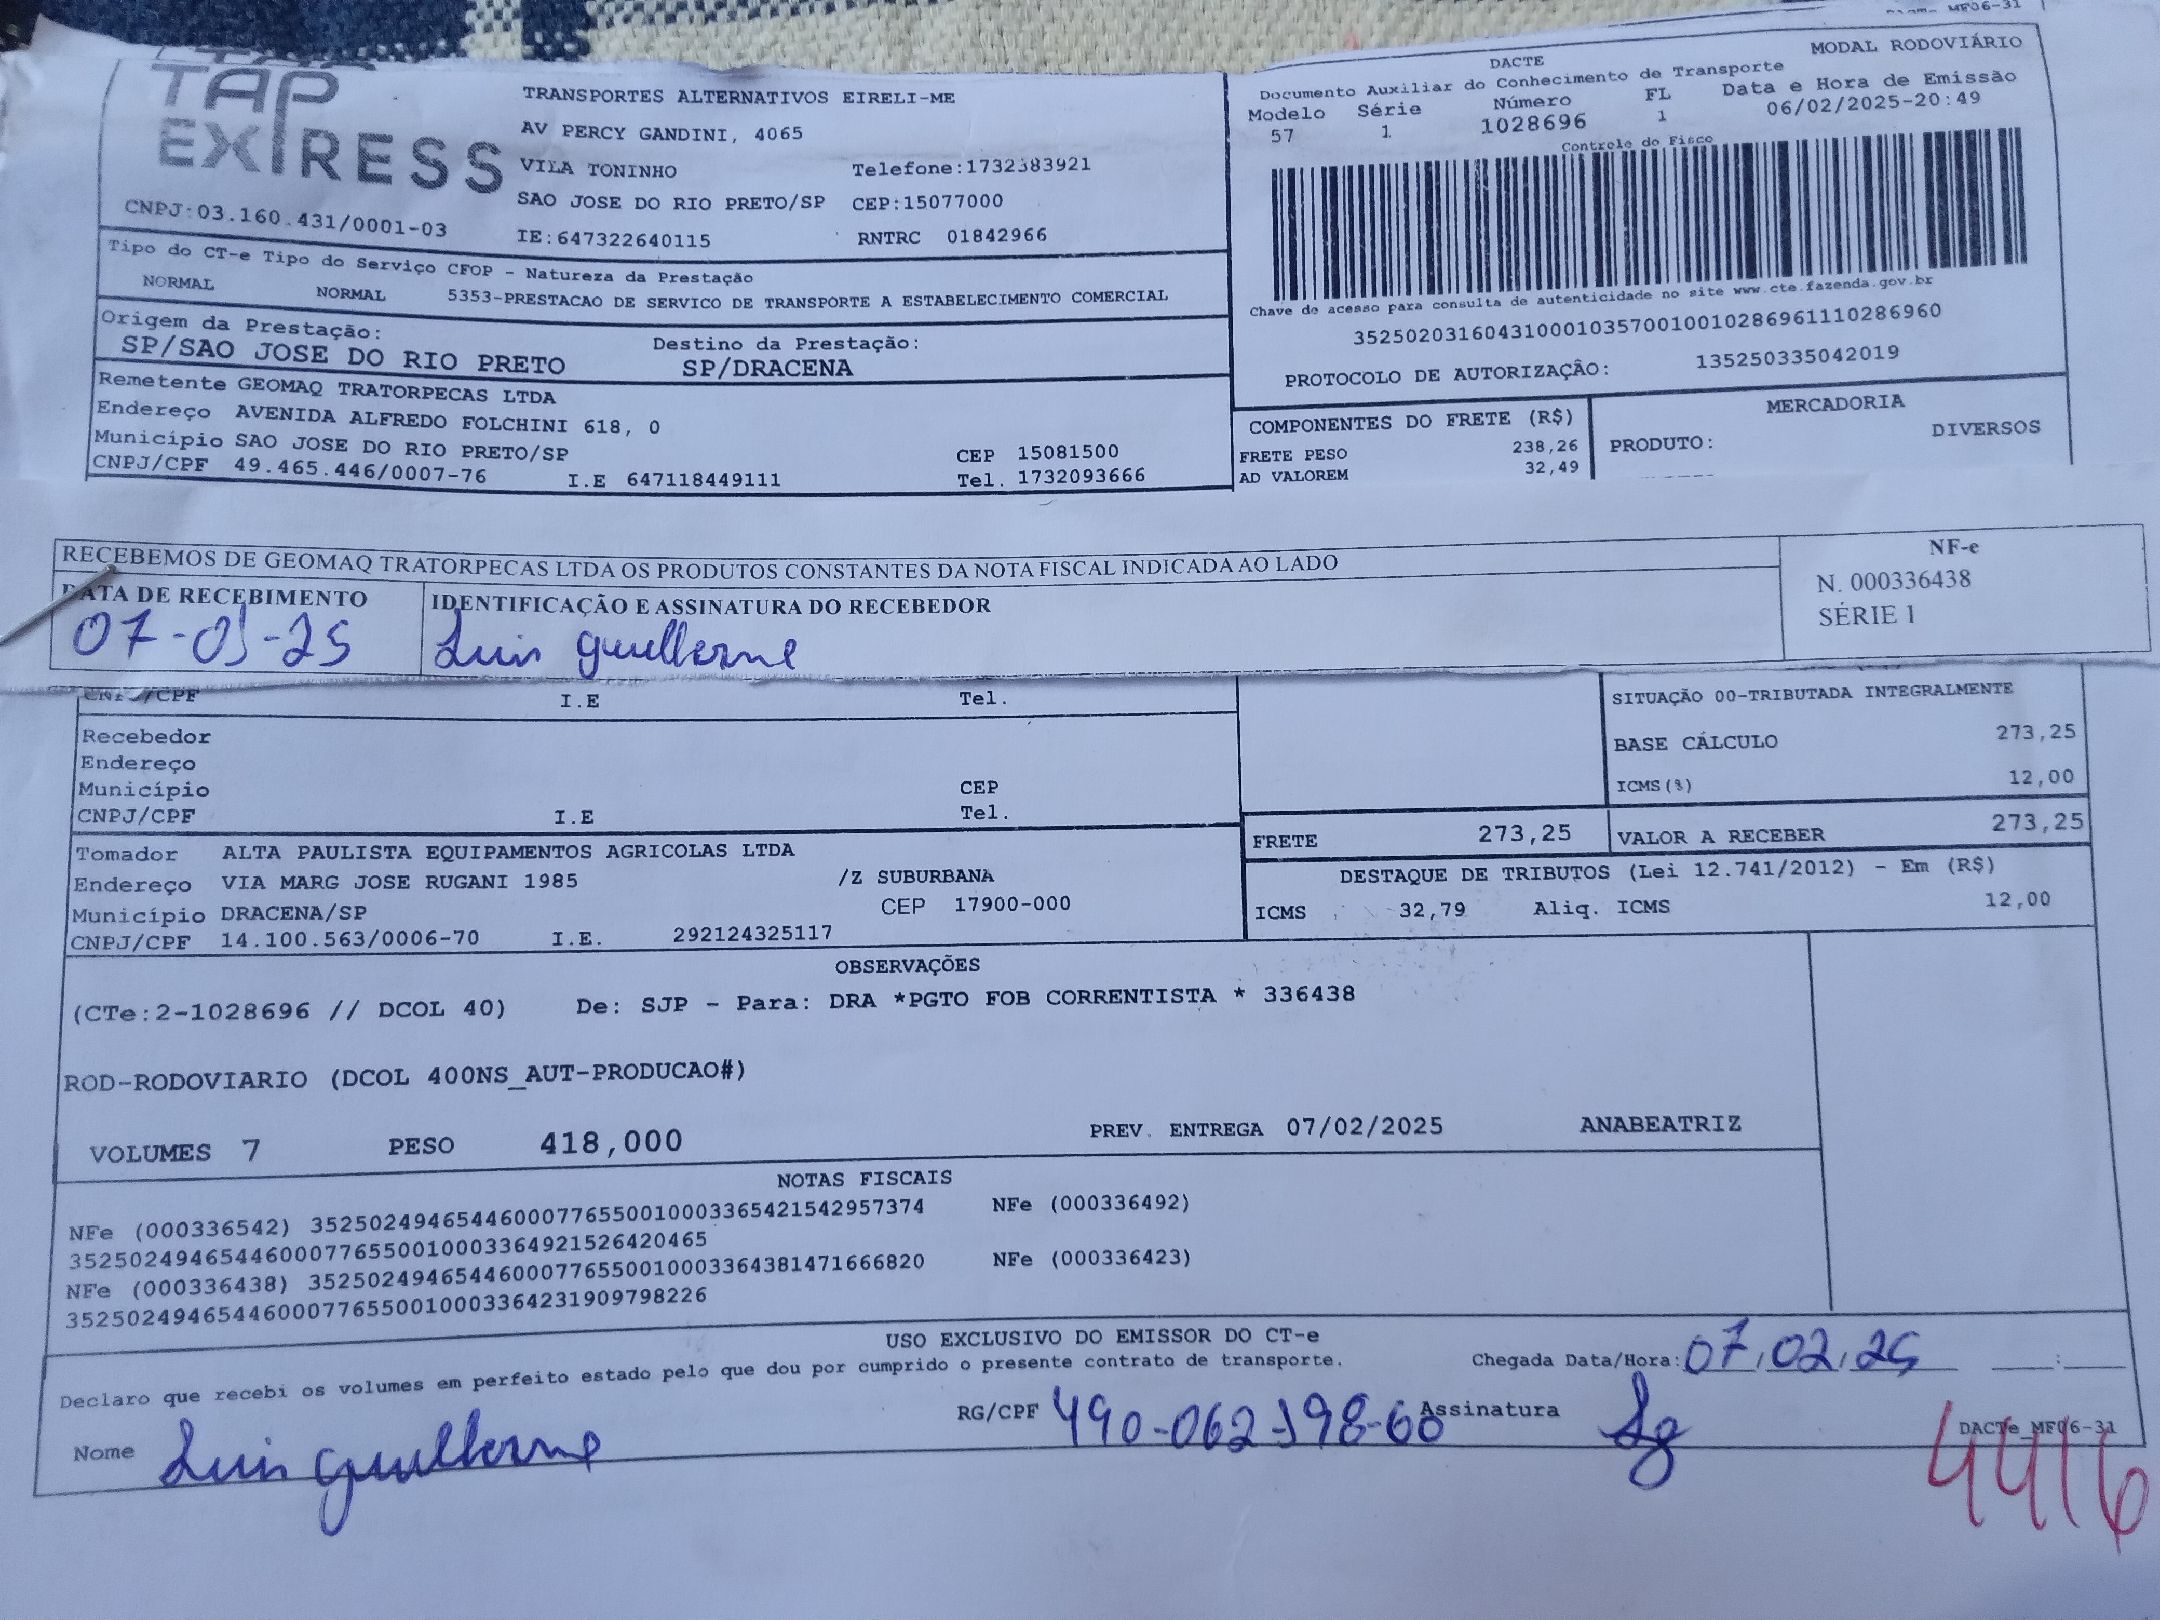 MF06-31
TAP
EXPRESS
TRANSPORTES ALTERNATIVOS EIRELI-ME
AV PERCY GANDINI, 4065
VILA TONINHO Telefone:1732383921
SAO JOSE DO RIO PRETO/SP CEP:15077000
CNPJ:03.160.431/0001-03 IE:647322640115 RNTRC 01842966
DACTE MODAL RODOVIÁRIO
Documento Auxiliar do Conhecimento de Transporte
Modelo Série Número FL Data e Hora de Emissão
57 1 1028696 1 06/02/2025-20:49
Controle do Fisco
Chave de acesso para consulta de autenticidade no site www.cte.fazenda.gov.br
35250203160431000103570010010286961110286960
PROTOCOLO DE AUTORIZAÇÃO: 135250335042019
Tipo do CT-e Tipo do Serviço CFOP - Natureza da Prestação
NORMAL NORMAL 5353-PRESTACAO DE SERVICO DE TRANSPORTE A ESTABELECIMENTO COMERCIAL
Origem da Prestação: Destino da Prestação:
SP/SAO JOSE DO RIO PRETO SP/DRACENA
Remetente GEOMAQ TRATORPECAS LTDA
Endereço AVENIDA ALFREDO FOLCHINI 618, 0
Município SAO JOSE DO RIO PRETO/SP CEP 15081500
CNPJ/CPF 49.465.446/0007-76 I.E 647118449111 Tel. 1732093666
COMPONENTES DO FRETE (R$) MERCADORIA
FRETE PESO 238,26 PRODUTO: DIVERSOS
AD VALOREM 32,49
RECEBEMOS DE GEOMAQ TRATORPECAS LTDA OS PRODUTOS CONSTANTES DA NOTA FISCAL INDICADA AO LADO
DATA DE RECEBIMENTO IDENTIFICAÇÃO E ASSINATURA DO RECEBEDOR
07-01-25 Luis guilherme
NF-e
N. 000336438
SÉRIE 1
CNPJ/CPF I.E Tel.
Recebedor
Endereço
Município CEP
CNPJ/CPF I.E Tel.
SITUAÇÃO 00-TRIBUTADA INTEGRALMENTE
BASE CÁLCULO 273,25
ICMS(%) 12,00
FRETE 273,25 VALOR A RECEBER 273,25
DESTAQUE DE TRIBUTOS (Lei 12.741/2012) - Em (R$)
ICMS 32,79 Aliq. ICMS 12,00
Tomador ALTA PAULISTA EQUIPAMENTOS AGRICOLAS LTDA
Endereço VIA MARG JOSE RUGANI 1985 /Z SUBURBANA
Município DRACENA/SP CEP 17900-000
CNPJ/CPF 14.100.563/0006-70 I.E. 292124325117
OBSERVAÇÕES
(CTe:2-1028696 // DCOL 40) De: SJP - Para: DRA *PGTO FOB CORRENTISTA * 336438
ROD-RODOVIARIO (DCOL 400NS_AUT-PRODUCAO#)
VOLUMES 7 PESO 418,000 PREV. ENTREGA 07/02/2025 ANABEATRIZ
NOTAS FISCAIS
NFe (000336542) 35250249465446000776550010003365421542957374 NFe (000336492)
35250249465446000776550010003364921526420465
NFe (000336438) 35250249465446000776550010003364381471666820 NFe (000336423)
35250249465446000776550010003364231909798226
USO EXCLUSIVO DO EMISSOR DO CT-e
Declaro que recebi os volumes em perfeito estado pelo que dou por cumprido o presente contrato de transporte. Chegada Data/Hora: 07/02/25 __:__
Nome Luis guilherme RG/CPF 490-062-198-60 Assinatura Lg
DACTe_MF06-31
4416